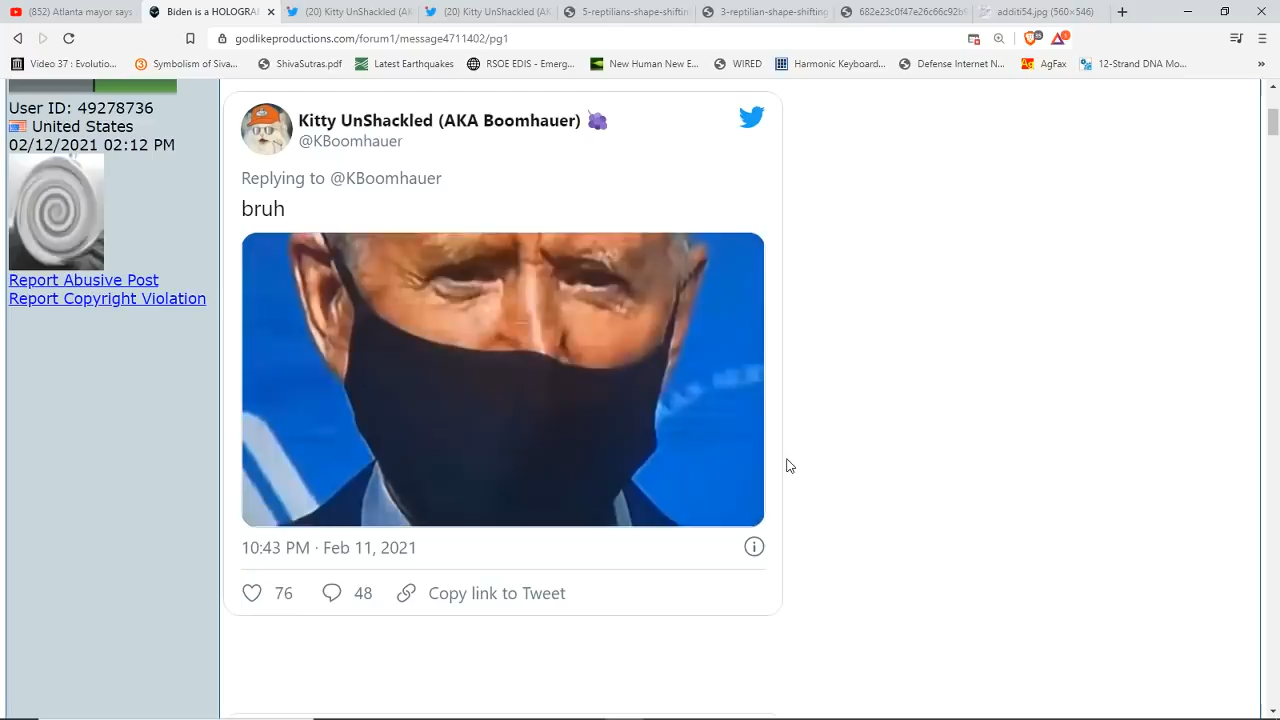 (852) Atlanta mayor says
Biden is a HOLOGRA
(20) Kitty UnShackled (AK
(20) Kitty UnShackled (AK
5-reptilians-shape-shiftin
3-reptilian-shape-shifting
682e23c0f47e26c66c92b
addit54.jpg (560×546)
godlikeproductions.com/forum1/message4711402/pg1
Video 37 : Evolutio...
Symbolism of Siva...
ShivaSutras.pdf
Latest Earthquakes
RSOE EDIS - Emerg...
New Human New E...
WIRED
Harmonic Keyboard...
Defense Internet N...
AgFax
12-Strand DNA Mo...
User ID: 49278736
United States
02/12/2021 02:12 PM
Report Abusive Post
Report Copyright Violation
Kitty UnShackled (AKA Boomhauer)
@KBoomhauer
Replying to @KBoomhauer
bruh
10:43 PM · Feb 11, 2021
76
48
Copy link to Tweet